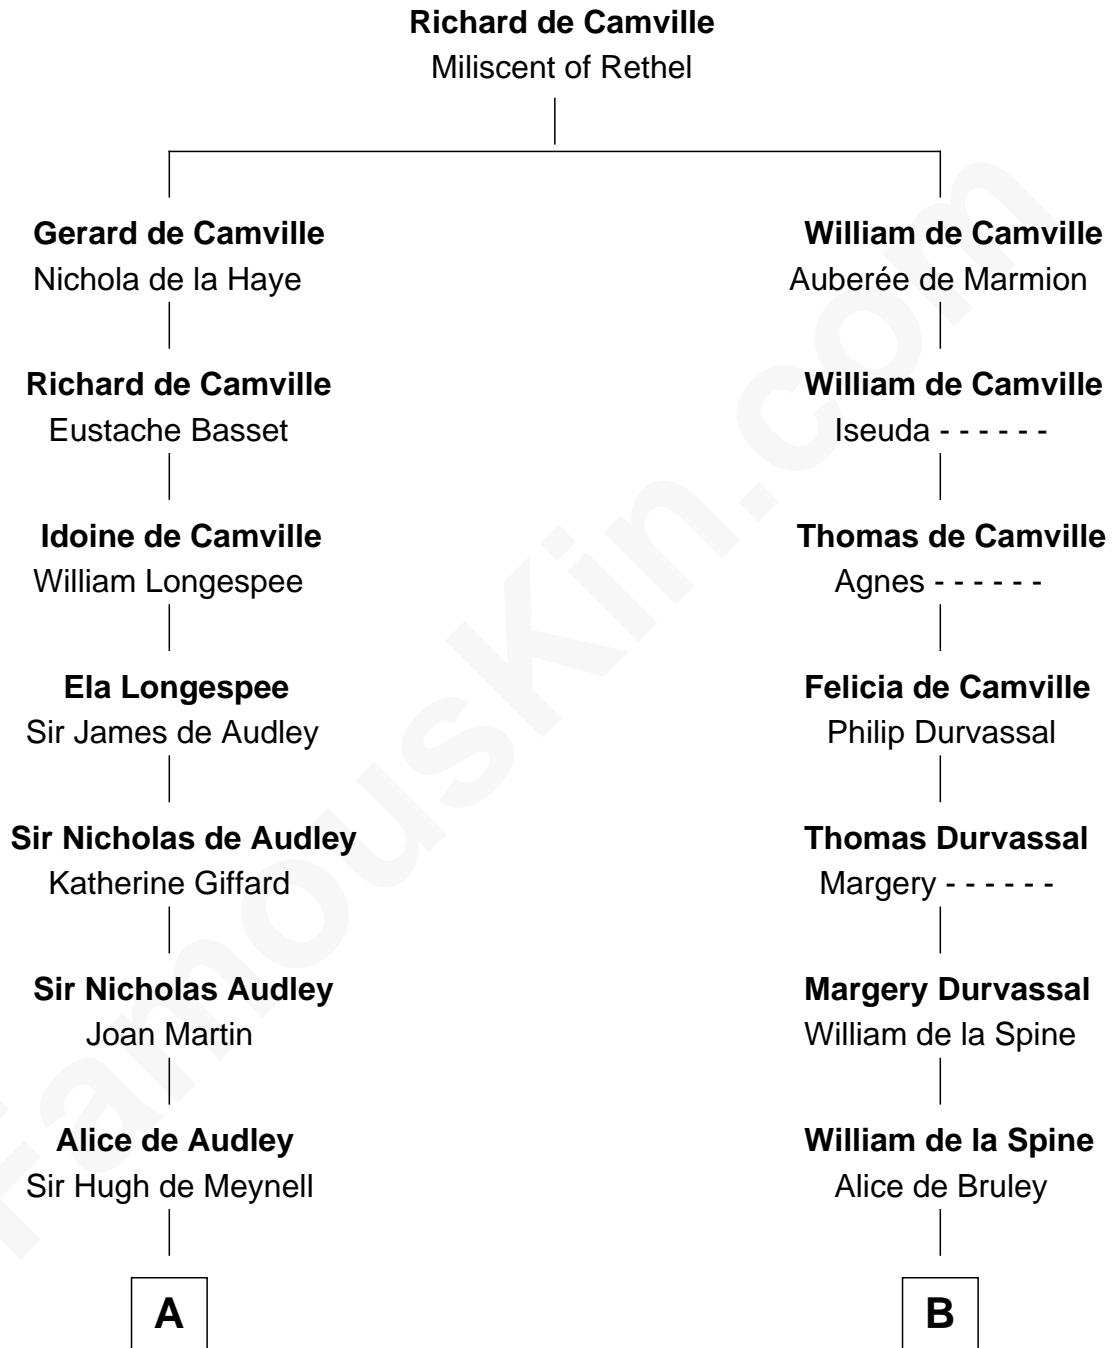 Richard de Camville
Miliscent of Rethel
Gerard de Camville
Nichola de la Haye
William de Camville
Auberée de Marmion
Richard de Camville
Eustache Basset
William de Camville
Iseuda - - - - - -
Idoine de Camville
William Longespee
Thomas de Camville
Agnes - - - - - -
Ela Longespee
Sir James de Audley
Felicia de Camville
Philip Durvassal
Sir Nicholas de Audley
Katherine Giffard
Thomas Durvassal
Margery - - - - - -
Sir Nicholas Audley
Joan Martin
Margery Durvassal
William de la Spine
Alice de Audley
Sir Hugh de Meynell
William de la Spine
Alice de Bruley
A
B
FamousKin.com